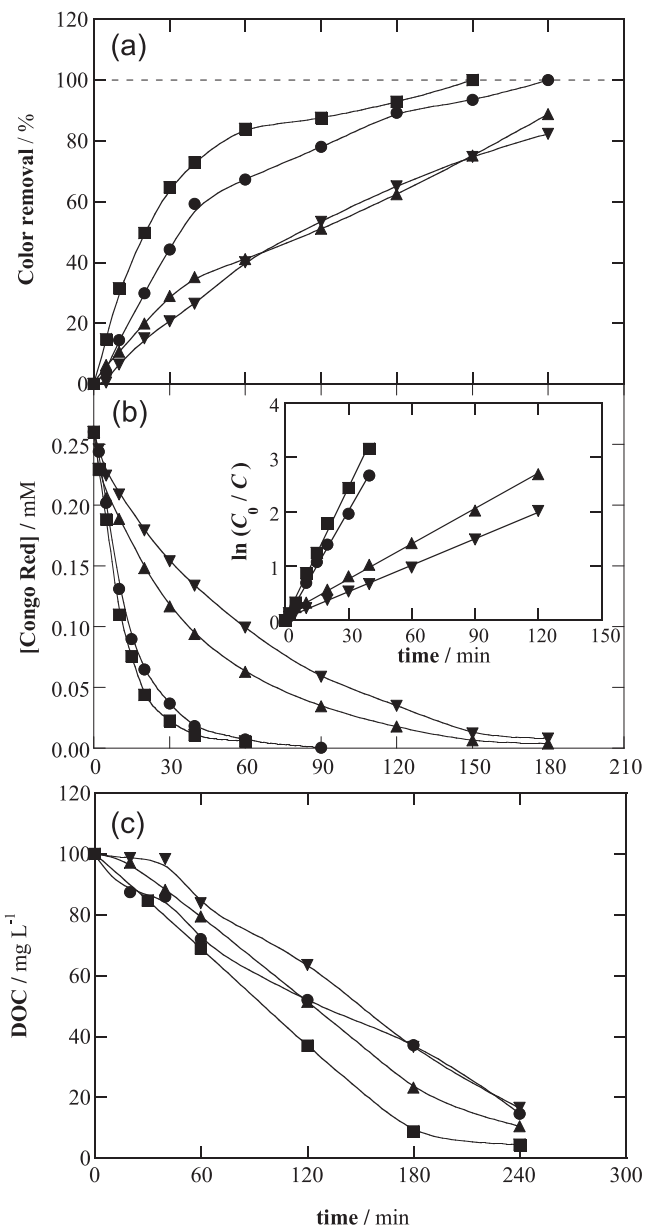 120
(a)
100
80
60
40
20
0
Color removal / %
(b)
0.25
0.20
0.15
0.10
0.05
0.00
[Congo Red] / mM
4
3
2
1
0
ln (C0 / C)
0 30 60 90 120 150
time / min
0 30 60 90 120 150 180 210
120
(c)
100
80
60
40
20
0
DOC / mg L-1
0 60 120 180 240 300
time / min